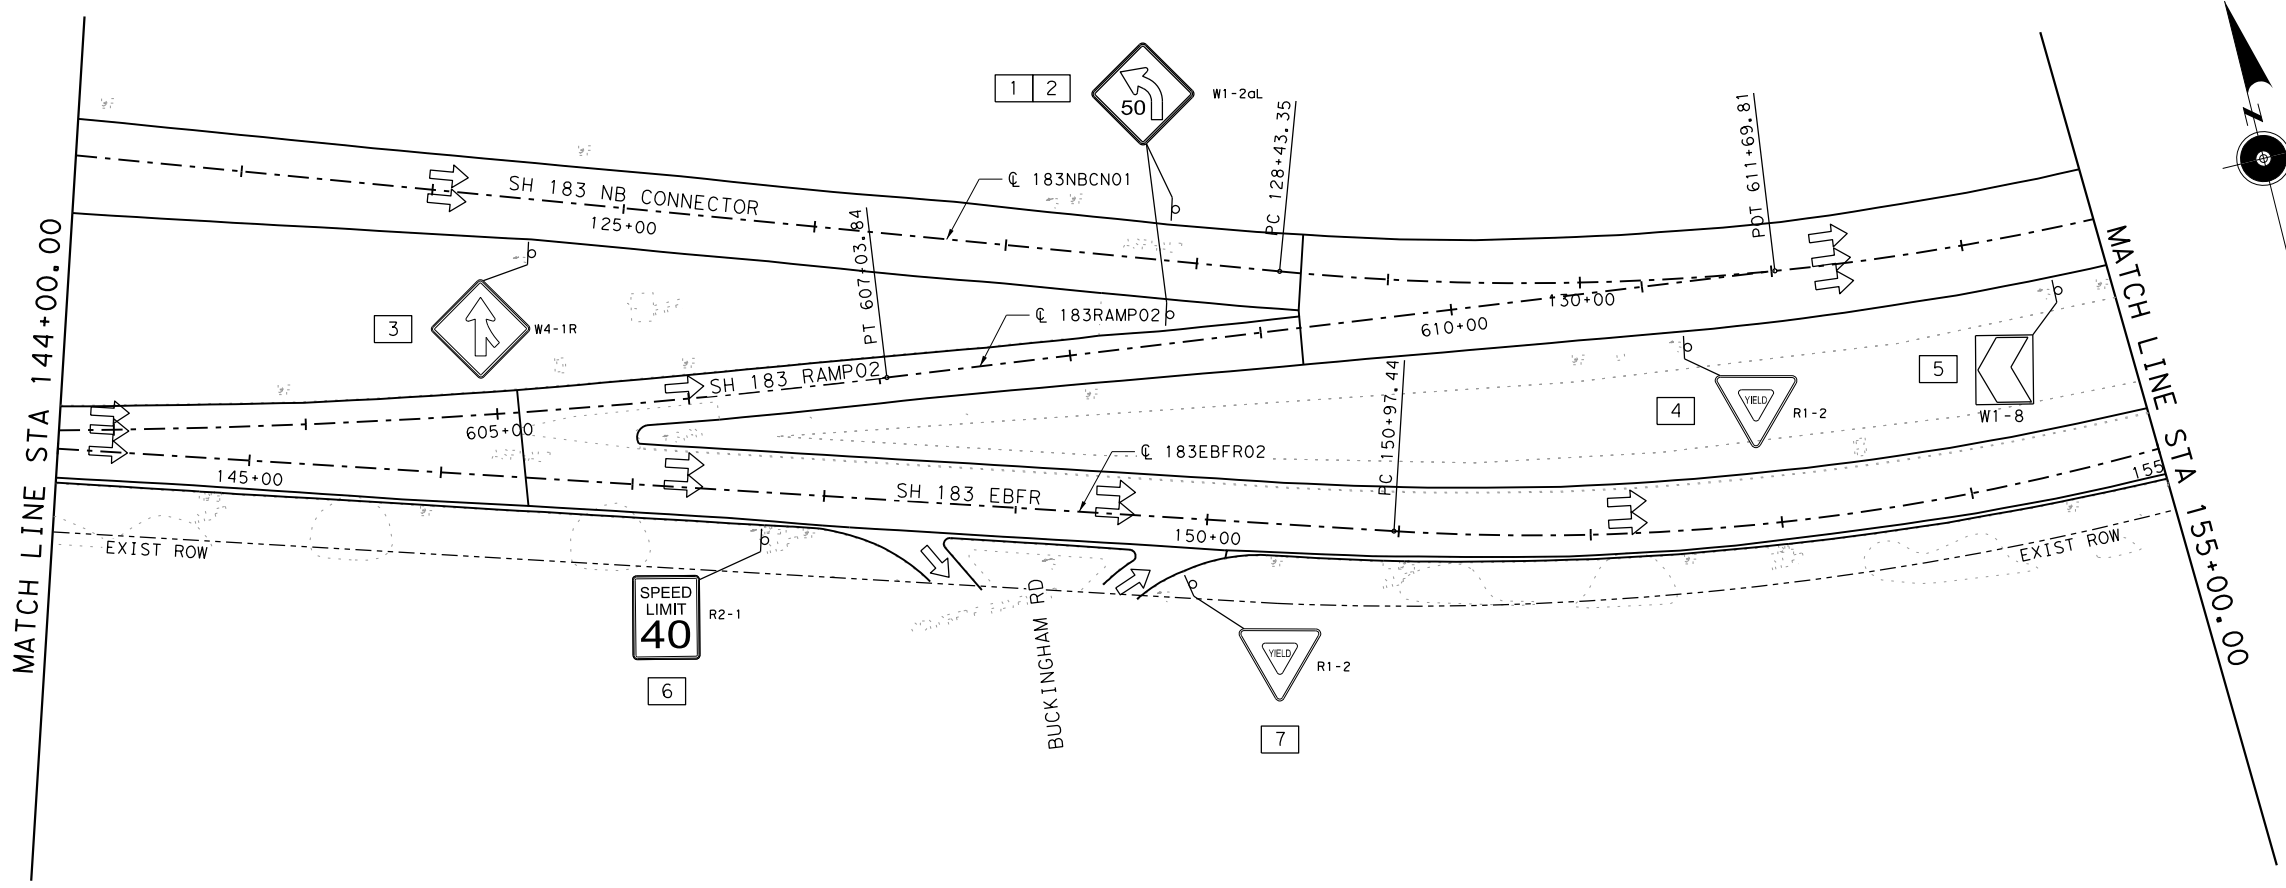 MATCH LINE STA 144+00.00
SH 183 NB CONNECTOR
125+00
℄ 183NBCN01
1 2
50
W1-2aL
PC 128+43.35
POT 611+69.81
N
MATCH LINE STA 155+00.00
3
W4-1R
PT 607+03.84
℄ 183RAMP02
SH 183 RAMP02
605+00
610+00
130+00
4
YIELD
R1-2
5
W1-8
145+00
℄ 183EBFR02
SH 183 EBFR
PC 150+97.44
150+00
155
EXIST ROW
EXIST ROW
SPEED
LIMIT
40
R2-1
6
BUCKINGHAM RD
YIELD
R1-2
7